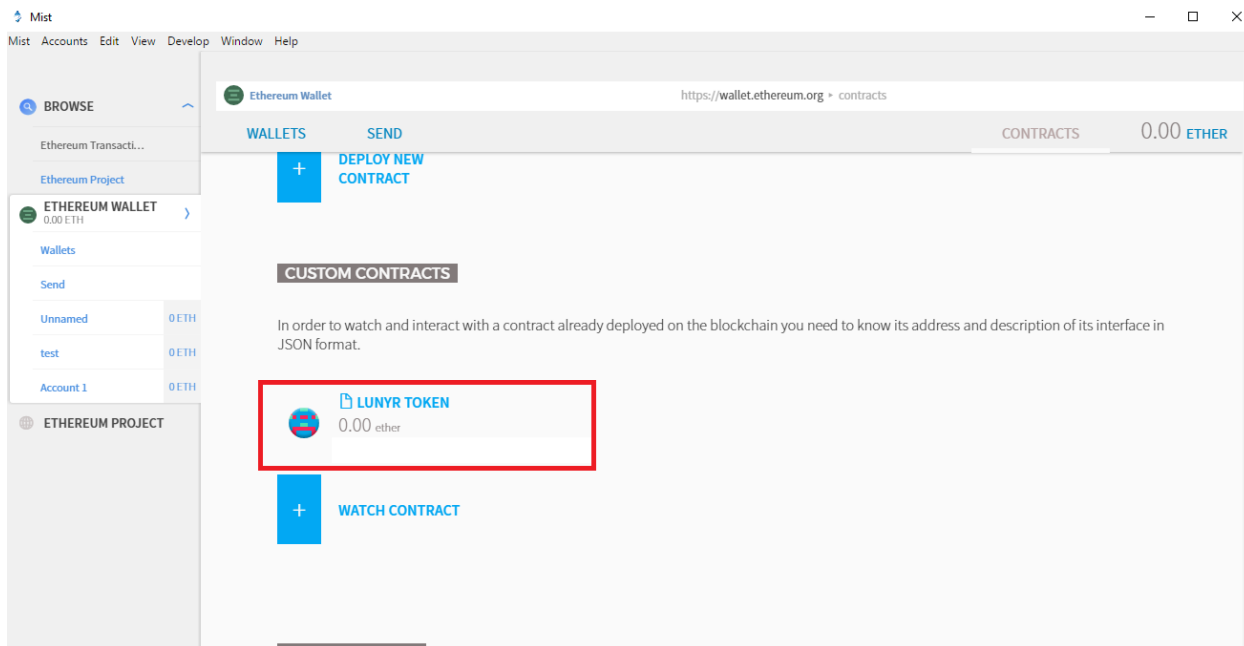 Mist
Mist Accounts Edit View Develop Window Help
BROWSE
Ethereum Transacti...
Ethereum Project
ETHEREUM WALLET
0.00 ETH
Wallets
Send
Unnamed 0 ETH
test 0 ETH
Account 1 0 ETH
ETHEREUM PROJECT
Ethereum Wallet https://wallet.ethereum.org ▸ contracts
WALLETS SEND CONTRACTS 0.00 ETHER
+ DEPLOY NEW
CONTRACT
CUSTOM CONTRACTS
In order to watch and interact with a contract already deployed on the blockchain you need to know its address and description of its interface in
JSON format.
LUNYR TOKEN
0.00 ether
+ WATCH CONTRACT